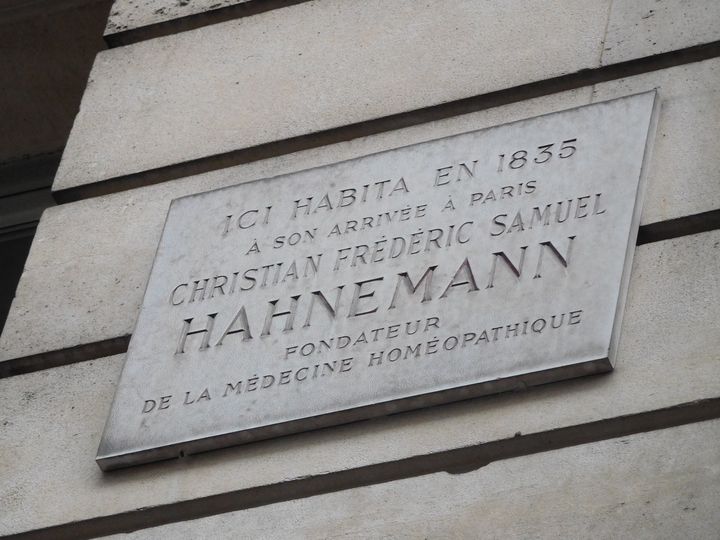 ICI HABITA EN 1835
À SON ARRIVÉE À PARIS
CHRISTIAN FRÉDÉRIC SAMUEL
HAHNEMANN
FONDATEUR
DE LA MÉDECINE HOMÉOPATHIQUE